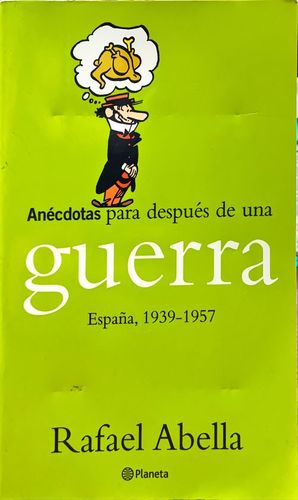 Anécdotas para después de una
guerra
España, 1939-1957
Rafael Abella
Planeta